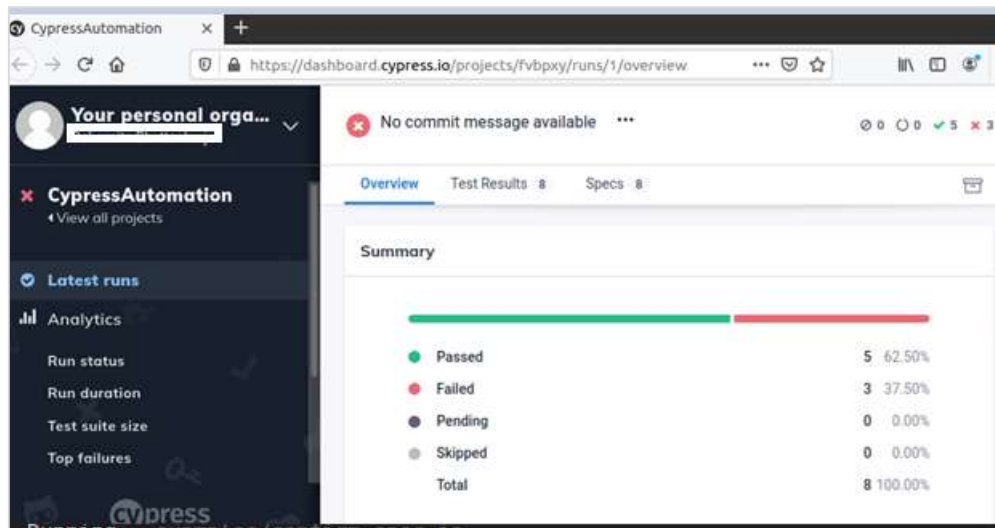 CypressAutomation
https://dashboard.cypress.io/projects/fvbpxy/runs/1/overview
Your personal orga...
CypressAutomation
View all projects
Latest runs
Analytics
Run status
Run duration
Test suite size
Top failures
cypress
No commit message available
0 0 5 3
Overview Test Results 8 Specs 8
Summary
Passed 5 62.50%
Failed 3 37.50%
Pending 0 0.00%
Skipped 0 0.00%
Total 8 100.00%